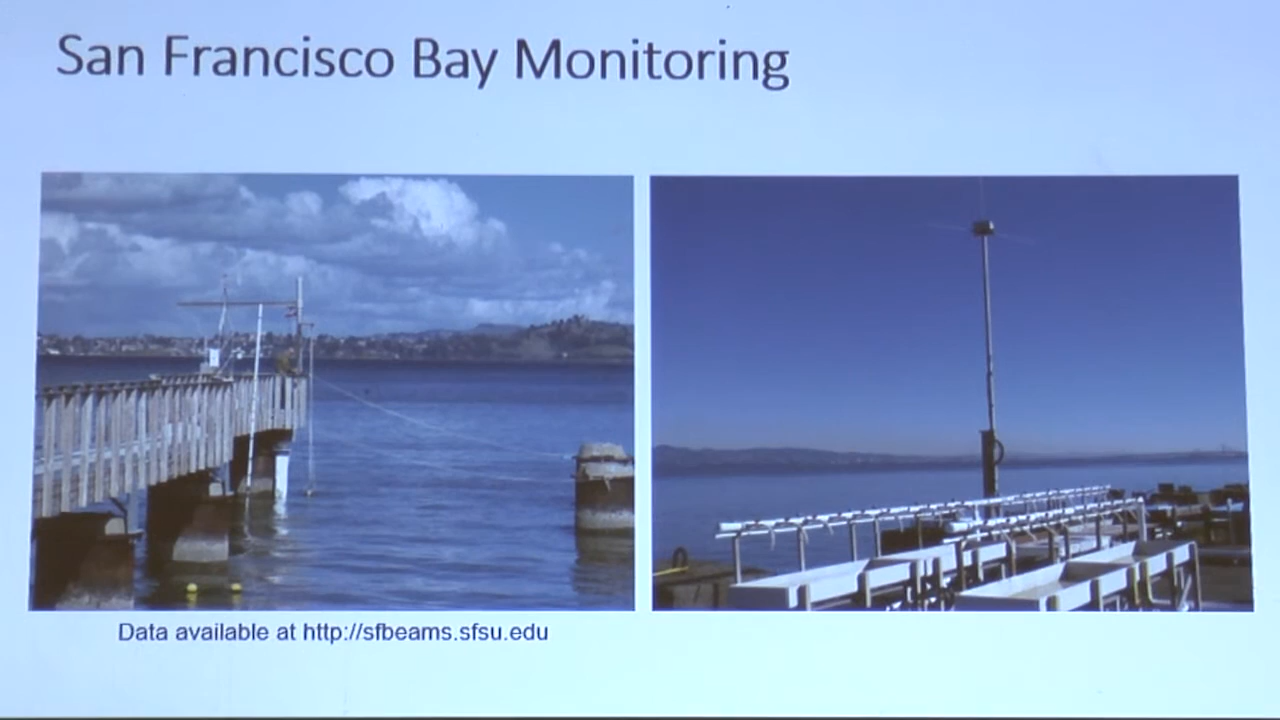 San Francisco Bay Monitoring
Data available at http://sfbeams.sfsu.edu